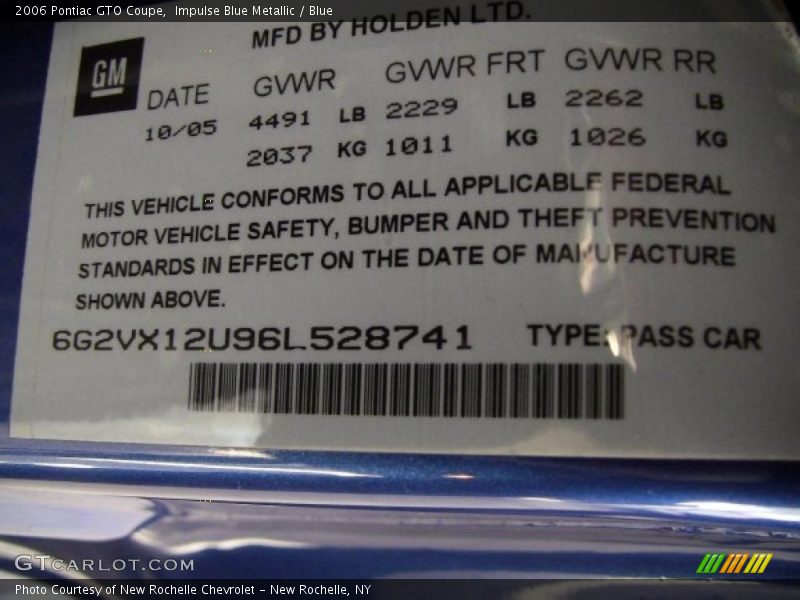 2006 Pontiac GTO Coupe,  Impulse Blue Metallic / Blue
MFD BY HOLDEN LTD.
GM
DATE GVWR GVWR FRT GVWR RR
10/05 4491 LB 2229 LB 2262 LB
2037 KG 1011 KG 1026 KG
THIS VEHICLE CONFORMS TO ALL APPLICABLE FEDERAL
MOTOR VEHICLE SAFETY, BUMPER AND THEFT PREVENTION
STANDARDS IN EFFECT ON THE DATE OF MANUFACTURE
SHOWN ABOVE.
6G2VX12U96L528741 TYPE: PASS CAR
GTCARLOT.COM
Photo Courtesy of New Rochelle Chevrolet – New Rochelle, NY